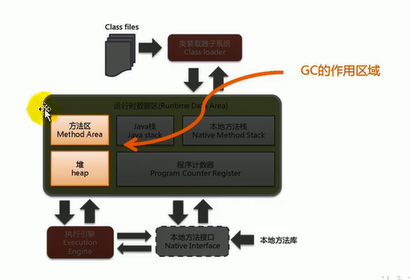 Class files
类装载器子系统
Class loader
GC的作用区域
运行时数据区(Runtime Data Area)
方法区
Method Area
Java栈
Java stack
本地方法栈
Native Method Stack
堆
heap
程序计数器
Program Counter Register
执行引擎
Execution
Engine
本地方法接口
Native Interface
本地方法库